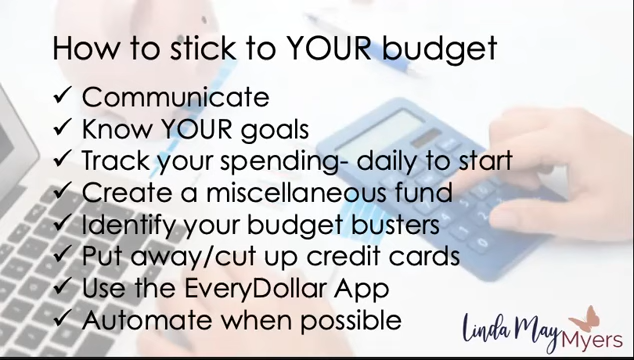 How to stick to YOUR budget
✓ Communicate
✓ Know YOUR goals
✓ Track your spending- daily to start
✓ Create a miscellaneous fund
✓ Identify your budget busters
✓ Put away/cut up credit cards
✓ Use the EveryDollar App
✓ Automate when possible
Linda May Myers